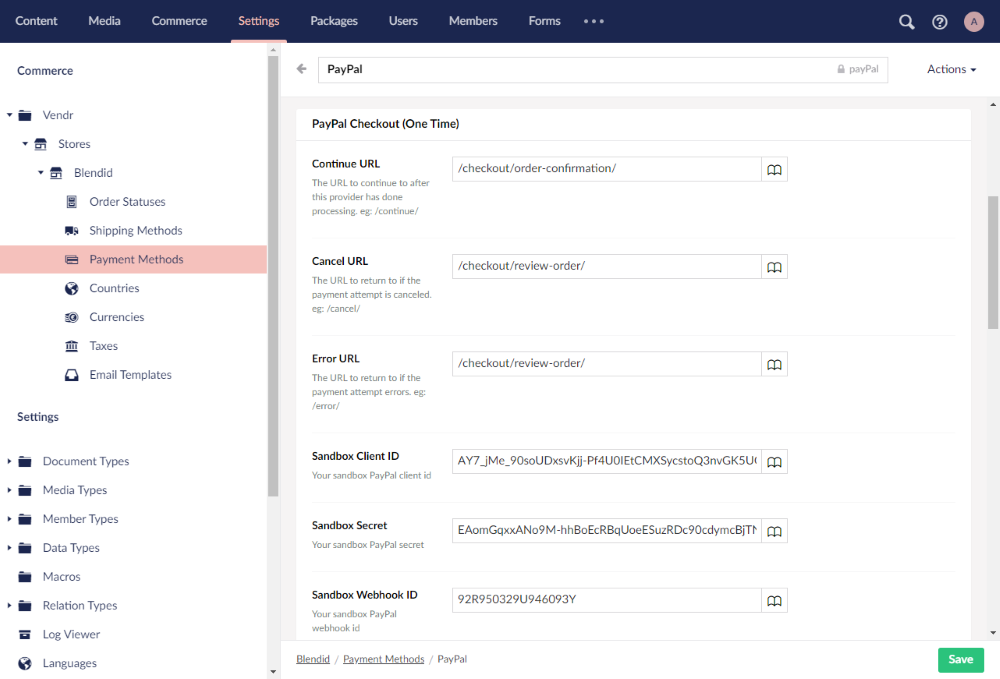 Content Media Commerce Settings Packages Users Members Forms A
Commerce
Vendr
Stores
Blendid
Order Statuses
Shipping Methods
Payment Methods
Countries
Currencies
Taxes
Email Templates
Settings
Document Types
Media Types
Member Types
Data Types
Macros
Relation Types
Log Viewer
Languages
PayPal payPal Actions
PayPal Checkout (One Time)
Continue URL
The URL to continue to after
this provider has done
processing. eg: /continue/
/checkout/order-confirmation/
Cancel URL
The URL to return to if the
payment attempt is canceled.
eg: /cancel/
/checkout/review-order/
Error URL
The URL to return to if the
payment attempt errors. eg:
/error/
/checkout/review-order/
Sandbox Client ID
Your sandbox PayPal client id
Sandbox Secret
Your sandbox PayPal secret
Sandbox Webhook ID
Your sandbox PayPal
webhook id
92R950329U946093Y
Blendid / Payment Methods / PayPal
Save